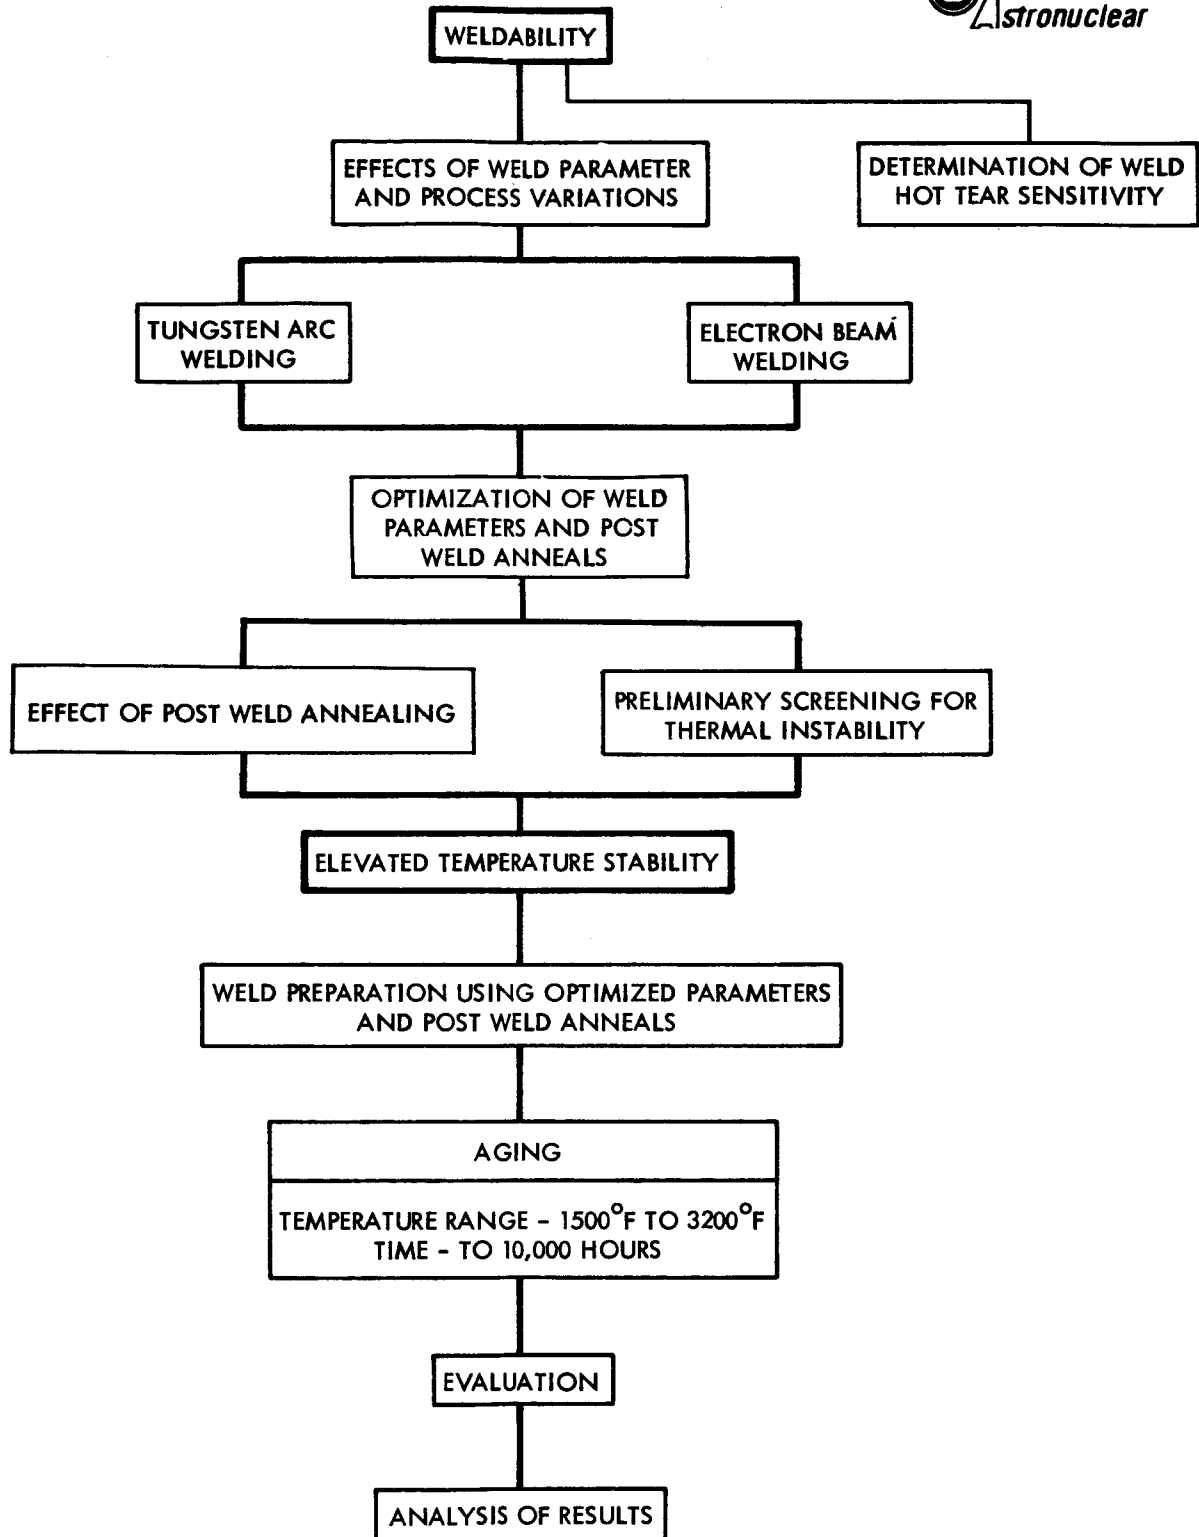 Astronuclear
WELDABILITY
EFFECTS OF WELD PARAMETER
AND PROCESS VARIATIONS
DETERMINATION OF WELD
HOT TEAR SENSITIVITY
TUNGSTEN ARC
WELDING
ELECTRON BEAM
WELDING
OPTIMIZATION OF WELD
PARAMETERS AND POST
WELD ANNEALS
EFFECT OF POST WELD ANNEALING
PRELIMINARY SCREENING FOR
THERMAL INSTABILITY
ELEVATED TEMPERATURE STABILITY
WELD PREPARATION USING OPTIMIZED PARAMETERS
AND POST WELD ANNEALS
AGING
TEMPERATURE RANGE - 1500°F TO 3200°F
TIME - TO 10,000 HOURS
EVALUATION
ANALYSIS OF RESULTS